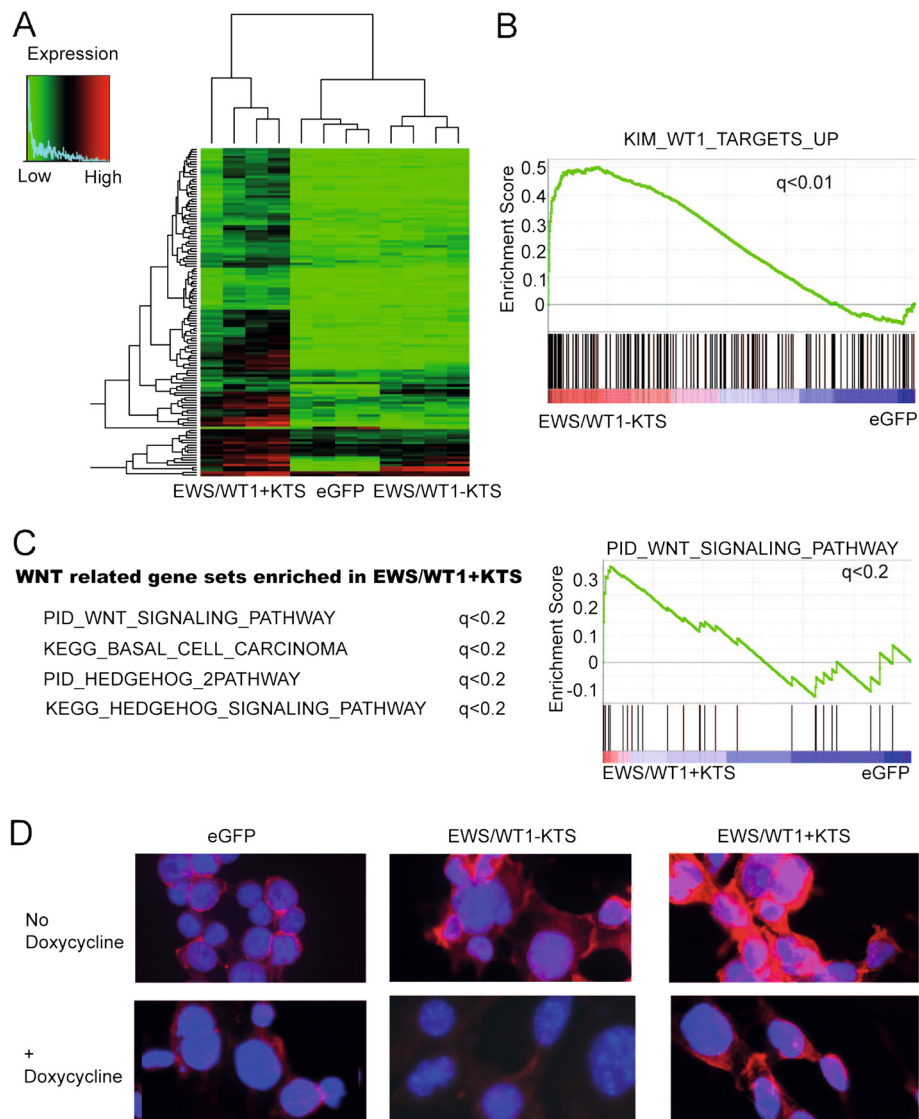 A
Expression
Low High
EWS/WT1+KTS eGFP EWS/WT1-KTS
B
KIM_WT1_TARGETS_UP
q<0.01
Enrichment Score
0.5
0.4
0.3
0.2
0.1
0
EWS/WT1-KTS eGFP
C
WNT related gene sets enriched in EWS/WT1+KTS
PID_WNT_SIGNALING_PATHWAY q<0.2
KEGG_BASAL_CELL_CARCINOMA q<0.2
PID_HEDGEHOG_2PATHWAY q<0.2
KEGG_HEDGEHOG_SIGNALING_PATHWAY q<0.2
PID_WNT_SIGNALING_PATHWAY
q<0.2
Enrichment Score
0.3
0.2
0.1
0
-0.1
EWS/WT1+KTS eGFP
D
eGFP EWS/WT1-KTS EWS/WT1+KTS
No
Doxycycline
+
Doxycycline